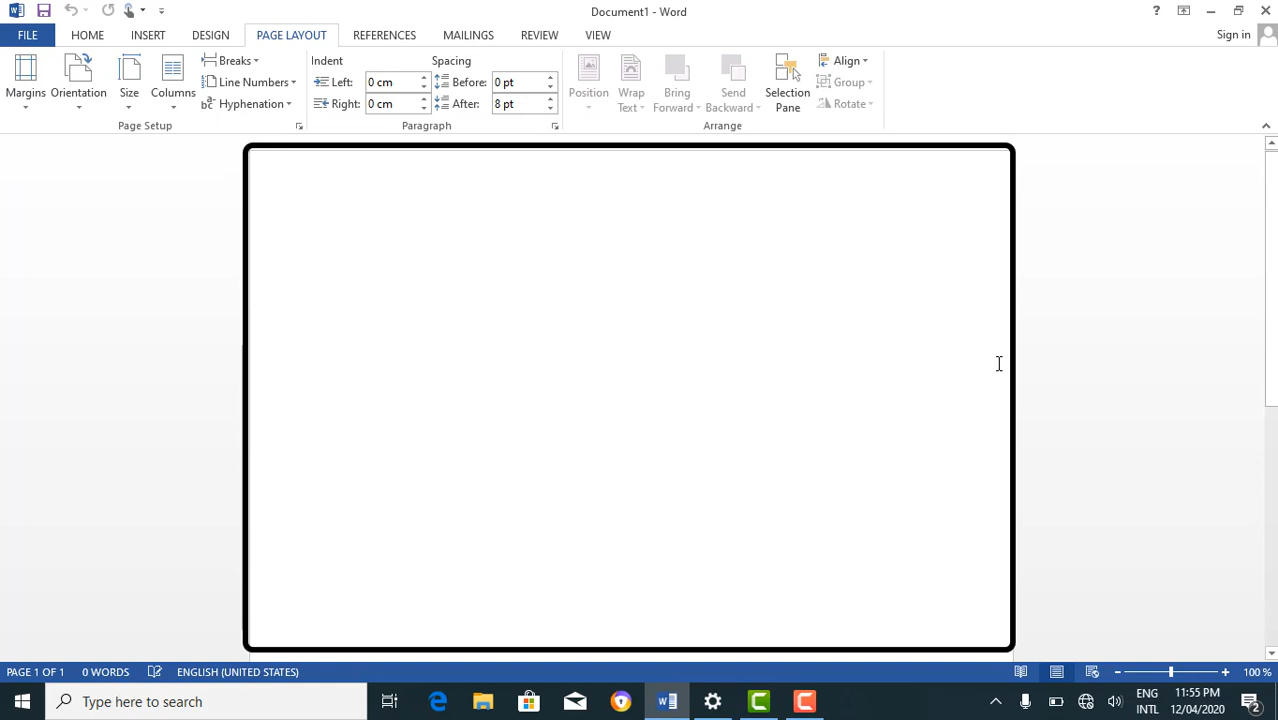 Document1 - Word
?
FILE HOME INSERT DESIGN PAGE LAYOUT REFERENCES MAILINGS REVIEW VIEW Sign in
Margins Orientation Size Columns
Breaks
Line Numbers
Hyphenation
Page Setup
Indent Spacing
Left: 0 cm Before: 0 pt
Right: 0 cm After: 8 pt
Paragraph
Position Wrap Text Bring Forward Send Backward Selection Pane
Align
Group
Rotate
Arrange
PAGE 1 OF 1 0 WORDS ENGLISH (UNITED STATES) 100 %
Type here to search
ENG INTL
11:55 PM
12/04/2020
2